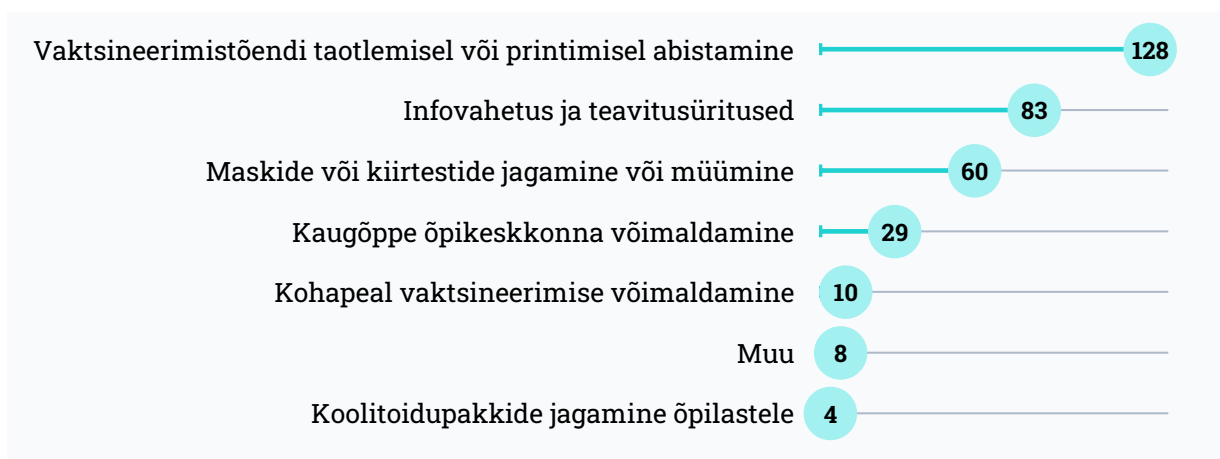 Vaktsineerimistõendi taotlemisel või printimisel abistamine 128
Infovahetus ja teavitusüritused 83
Maskide või kiirtestide jagamine või müümine 60
Kaugõppe õpikeskkonna võimaldamine 29
Kohapeal vaktsineerimise võimaldamine 10
Muu 8
Koolitoidupakkide jagamine õpilastele 4